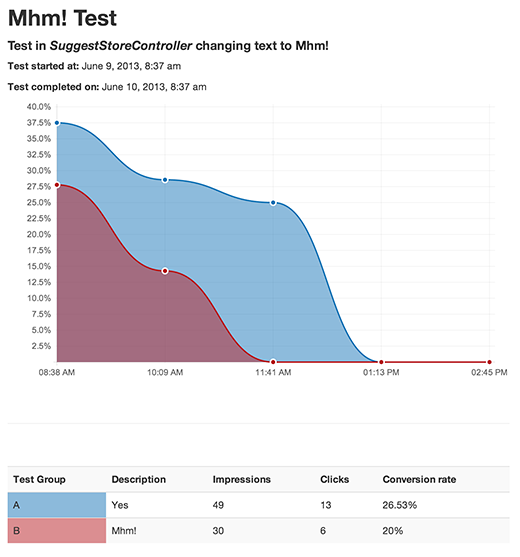 Mhm! Test
Test in SuggestStoreController changing text to Mhm!
Test started at: June 9, 2013, 8:37 am
Test completed on: June 10, 2013, 8:37 am
40.0%
37.5%
35.0%
32.5%
30.0%
27.5%
25.0%
22.5%
20.0%
17.5%
15.0%
12.5%
10.0%
7.5%
5.0%
2.5%
08:38 AM 10:09 AM 11:41 AM 01:13 PM 02:45 PM
Test Group Description Impressions Clicks Conversion rate
A Yes 49 13 26.53%
B Mhm! 30 6 20%